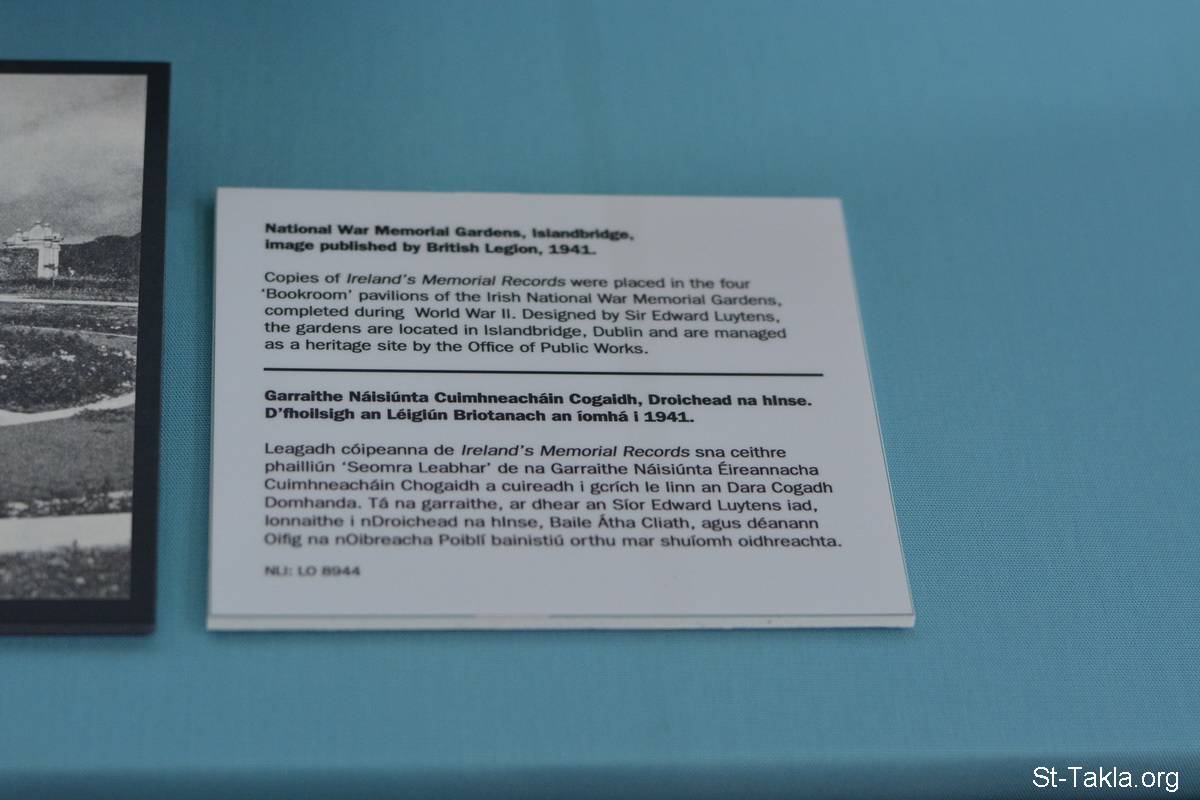 National War Memorial Gardens, Islandbridge,
image published by British Legion, 1941.
Copies of Ireland's Memorial Records were placed in the four
'Bookroom' pavilions of the Irish National War Memorial Gardens,
completed during World War II. Designed by Sir Edward Luytens,
the gardens are located in Islandbridge, Dublin and are managed
as a heritage site by the Office of Public Works.
Garraithe Náisiúnta Cuimhneacháin Cogaidh, Droichead na hInse.
D'fhoilsigh an Léigiún Briotanach an íomhá i 1941.
Leagadh cóipeanna de Ireland's Memorial Records sna ceithre
phailliún 'Seomra Leabhar' de na Garraithe Náisiúnta Éireannacha
Cuimhneacháin Chogaidh a cuireadh i gcrích le linn an Dara Cogadh
Domhanda. Tá na garraithe, ar dhear an Síor Edward Luytens iad,
lonnaithe i nDroichead na hInse, Baile Átha Cliath, agus déanann
Oifig na nOibreacha Poiblí bainistiú orthu mar shuíomh oidhreachta.
NLI: LO 8944
St-Takla.org